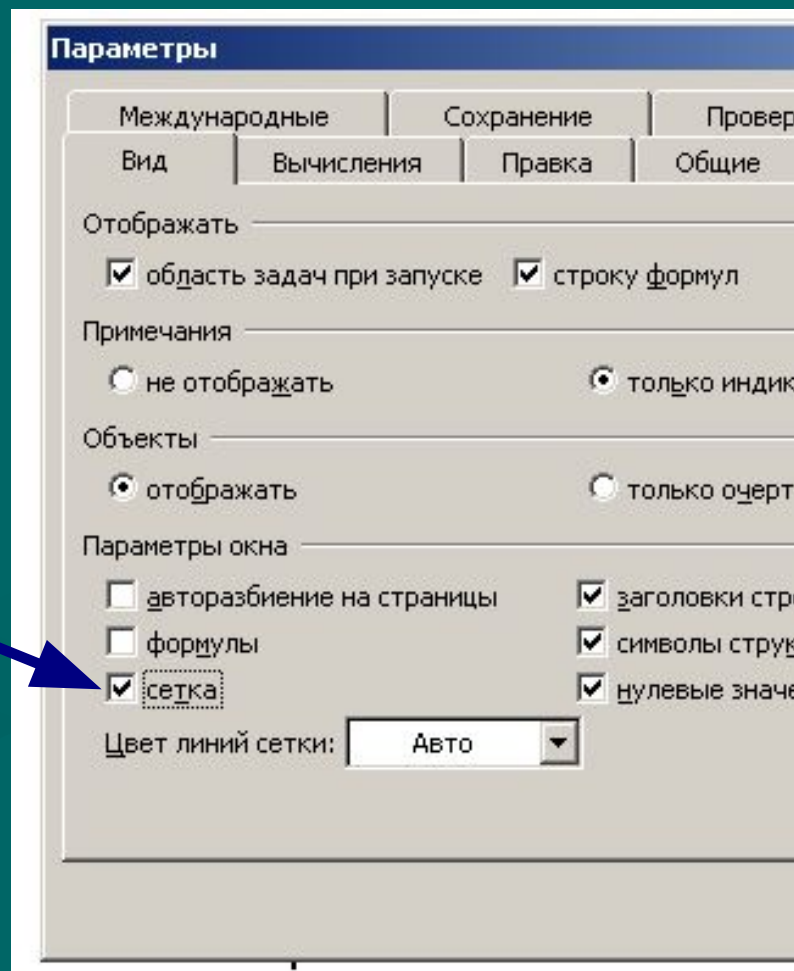 Параметры
Международные Сохранение Провер
Вид Вычисления Правка Общие
Отображать
область задач при запуске строку формул
Примечания
не отображать только индик
Объекты
отображать только очерт
Параметры окна
авторазбиение на страницы заголовки стро
формулы символы струк
сетка нулевые значе
Цвет линий сетки: Авто